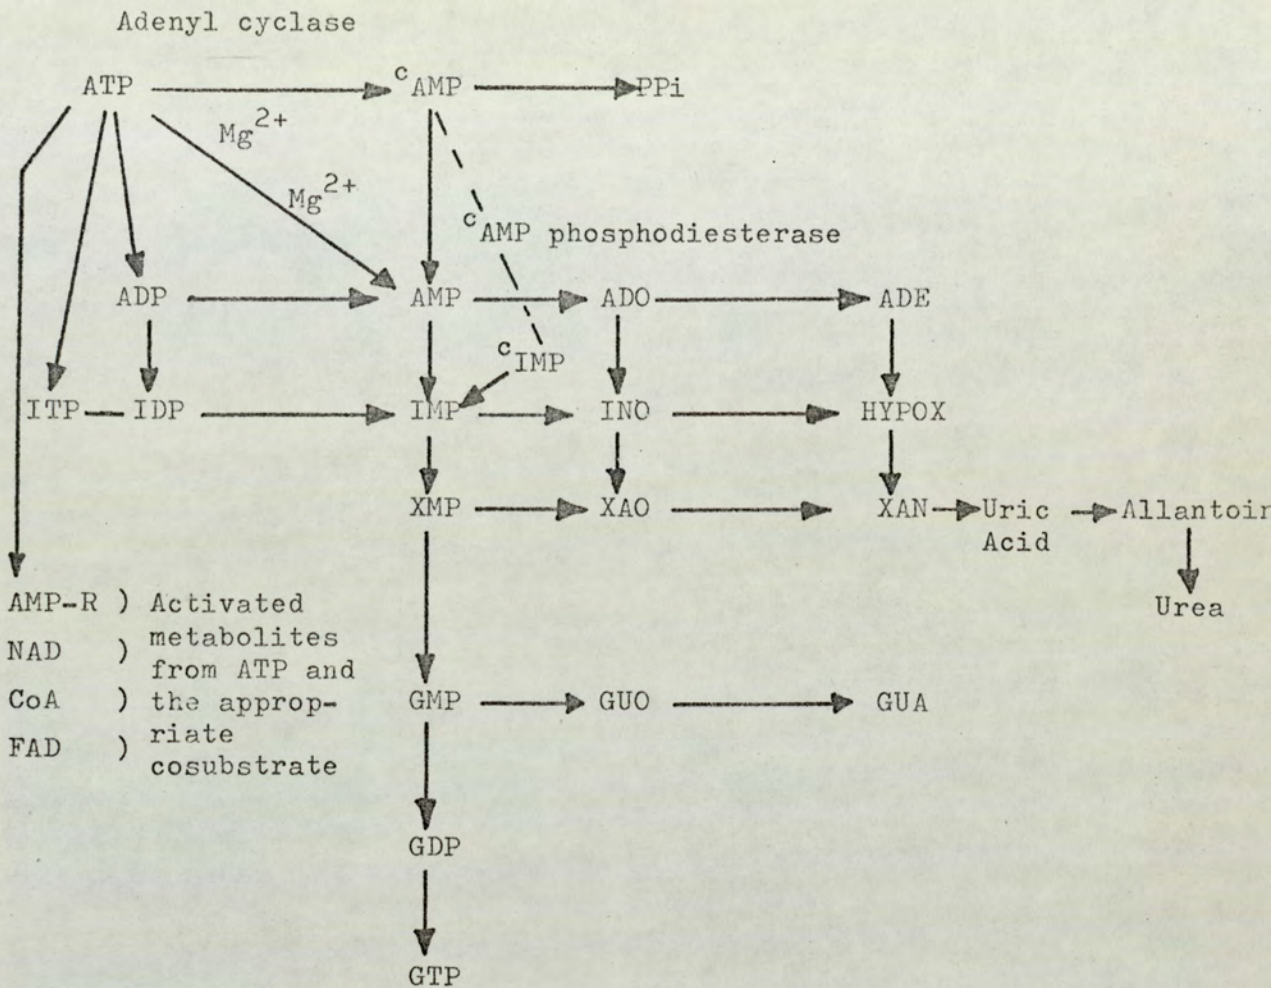 Adenyl cyclase
ATP
cAMP
PPi
Mg2+
Mg2+
cAMP phosphodiesterase
ADP
AMP
ADO
ADE
cIMP
ITP
IDP
IMP
INO
HYPOX
XMP
XAO
XAN
Uric
Acid
Allantoin
Urea
AMP-R )
NAD )
CoA )
FAD )
Activated
metabolites
from ATP and
the approp-
riate
cosubstrate
GMP
GUO
GUA
GDP
GTP